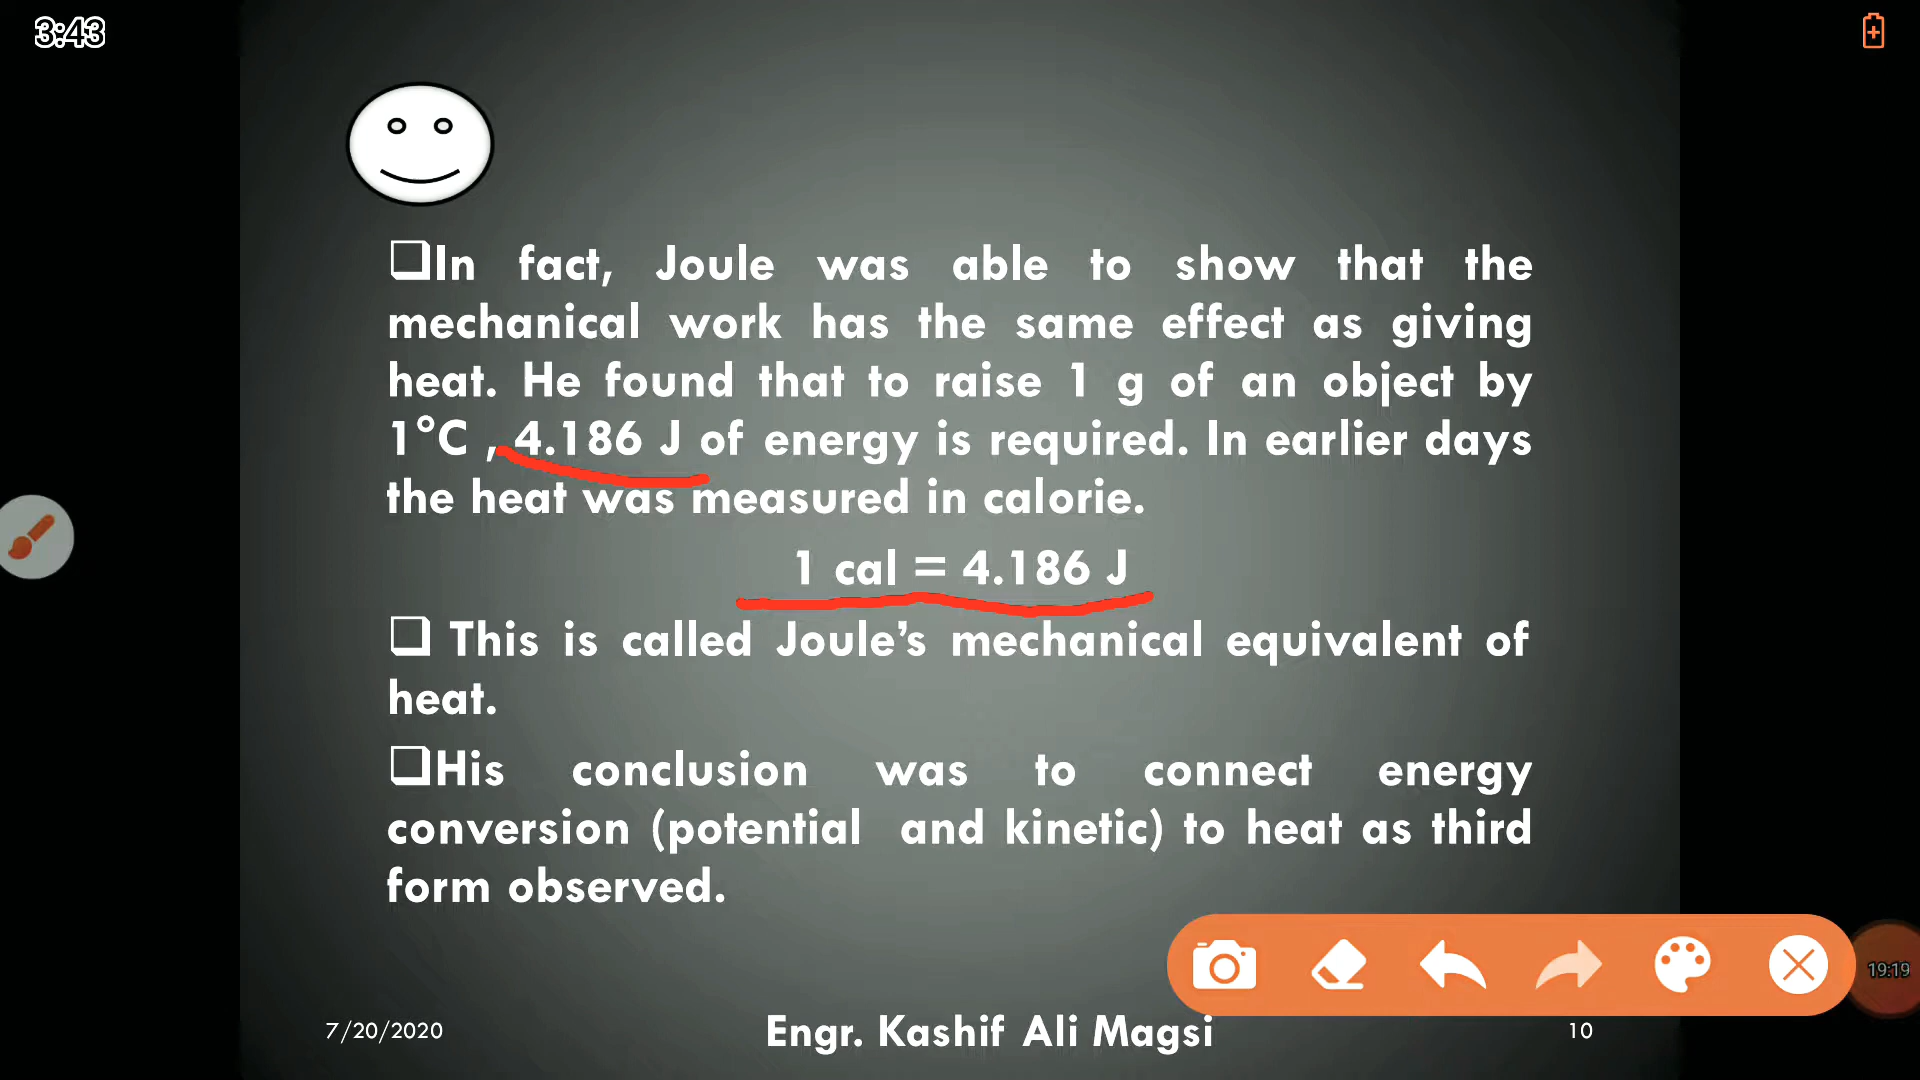 3:43
❑In fact, Joule was able to show that the
mechanical work has the same effect as giving
heat. He found that to raise 1 g of an object by
1°C , 4.186 J of energy is required. In earlier days
the heat was measured in calorie.
1 cal = 4.186 J
❑ This is called Joule’s mechanical equivalent of
heat.
❑His conclusion was to connect energy
conversion (potential and kinetic) to heat as third
form observed.
19:19
7/20/2020 Engr. Kashif Ali Magsi 10